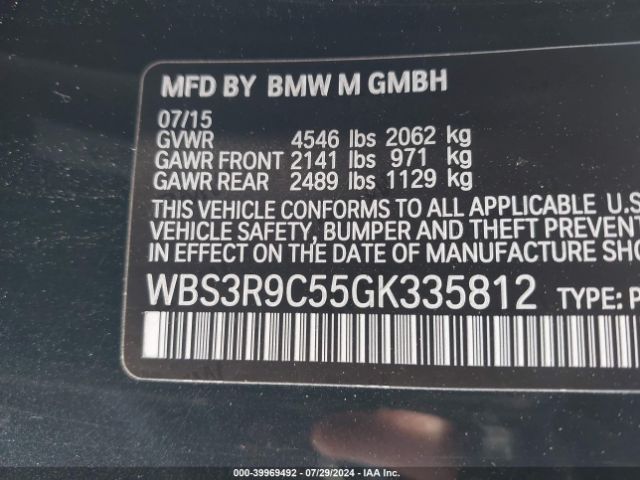 MFD BY BMW M GMBH
07/15
GVWR 4546 lbs 2062 kg
GAWR FRONT 2141 lbs 971 kg
GAWR REAR 2489 lbs 1129 kg
THIS VEHICLE CONFORMS TO ALL APPLICABLE U.S
VEHICLE SAFETY, BUMPER AND THEFT PREVENT
IN EFFECT ON THE DATE OF MANUFACTURE SHO
WBS3R9C55GK335812 TYPE: P
000-39969492 - 07/29/2024 - IAA Inc.